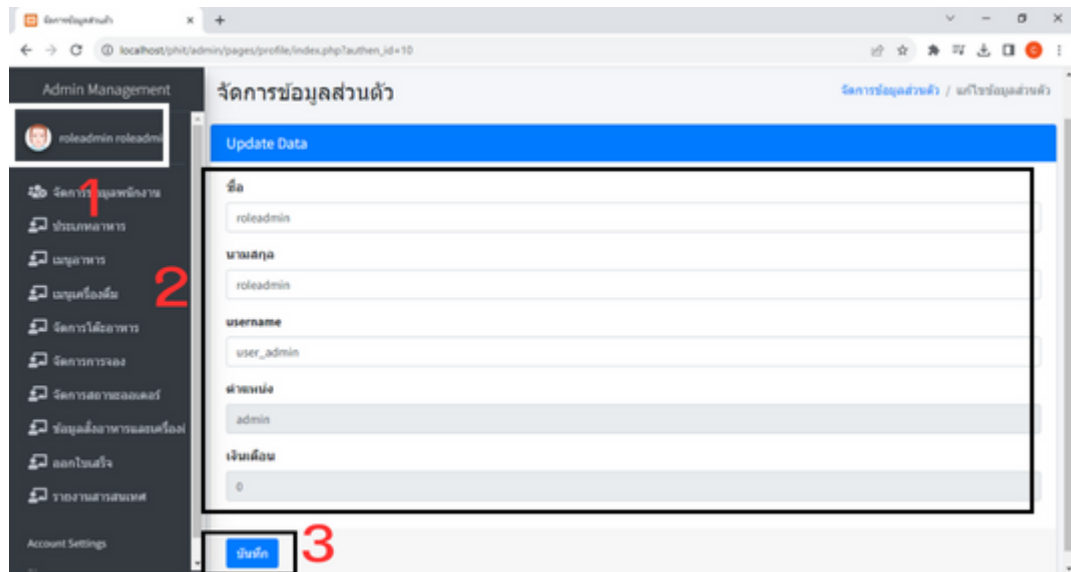 จัดการข้อมูลส่วนตัว
localhost/phit/admin/pages/profile/index.php?authen_id=10
Admin Management
จัดการข้อมูลส่วนตัว
จัดการข้อมูลส่วนตัว / แก้ไขข้อมูลส่วนตัว
roleadmin roleadmi
Update Data
1
จัดการข้อมูลพนักงาน
ประเภทอาหาร
เมนูอาหาร
2
เมนูเครื่องดื่ม
จัดการโต๊ะอาหาร
จัดการการจอง
จัดการสถานะออเดอร์
ข้อมูลสั่งอาหารและเครื่องดื่
ออกใบเสร็จ
รายงานสารสนเทศ
Account Settings
ชื่อ
roleadmin
นามสกุล
roleadmin
username
user_admin
ตำแหน่ง
admin
เงินเดือน
0
บันทึก
3